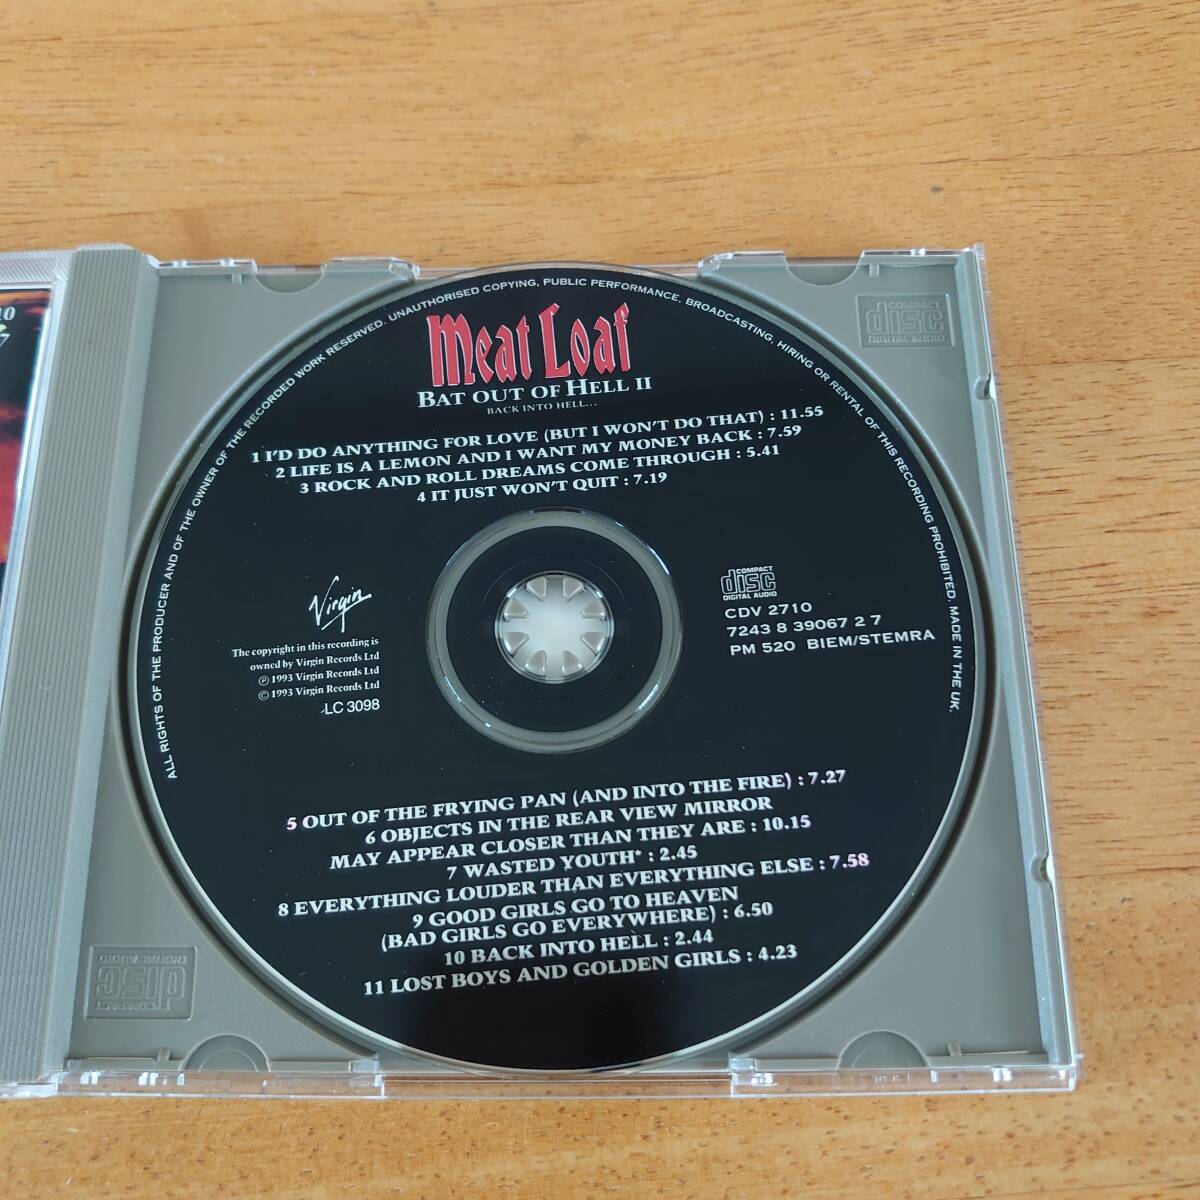 10
ALL RIGHTS OF THE PRODUCER AND OF THE OWNER OF THE RECORDED WORK RESERVED. UNAUTHORISED COPYING, PUBLIC PERFORMANCE, BROADCASTING, HIRING OR RENTAL OF THIS RECORDING PROHIBITED. MADE IN THE UK.
Meat Loaf
BAT OUT OF HELL II
BACK INTO HELL...
1 I'D DO ANYTHING FOR LOVE (BUT I WON'T DO THAT) : 11.55
2 LIFE IS A LEMON AND I WANT MY MONEY BACK : 7.59
3 ROCK AND ROLL DREAMS COME THROUGH : 5.41
4 IT JUST WON'T QUIT : 7.19
Virgin
The copyright in this recording is
owned by Virgin Records Ltd
℗ 1993 Virgin Records Ltd
© 1993 Virgin Records Ltd
LC 3098
COMPACT
disc
DIGITAL AUDIO
CDV 2710
7243 8 39067 2 7
PM 520 BIEM/STEMRA
5 OUT OF THE FRYING PAN (AND INTO THE FIRE) : 7.27
6 OBJECTS IN THE REAR VIEW MIRROR
MAY APPEAR CLOSER THAN THEY ARE : 10.15
7 WASTED YOUTH* : 2.45
8 EVERYTHING LOUDER THAN EVERYTHING ELSE : 7.58
9 GOOD GIRLS GO TO HEAVEN
(BAD GIRLS GO EVERYWHERE) : 6.50
10 BACK INTO HELL : 2.44
11 LOST BOYS AND GOLDEN GIRLS : 4.23
COMPACT
disc
DIGITAL AUDIO
COMPACT
disc
DIGITAL AUDIO